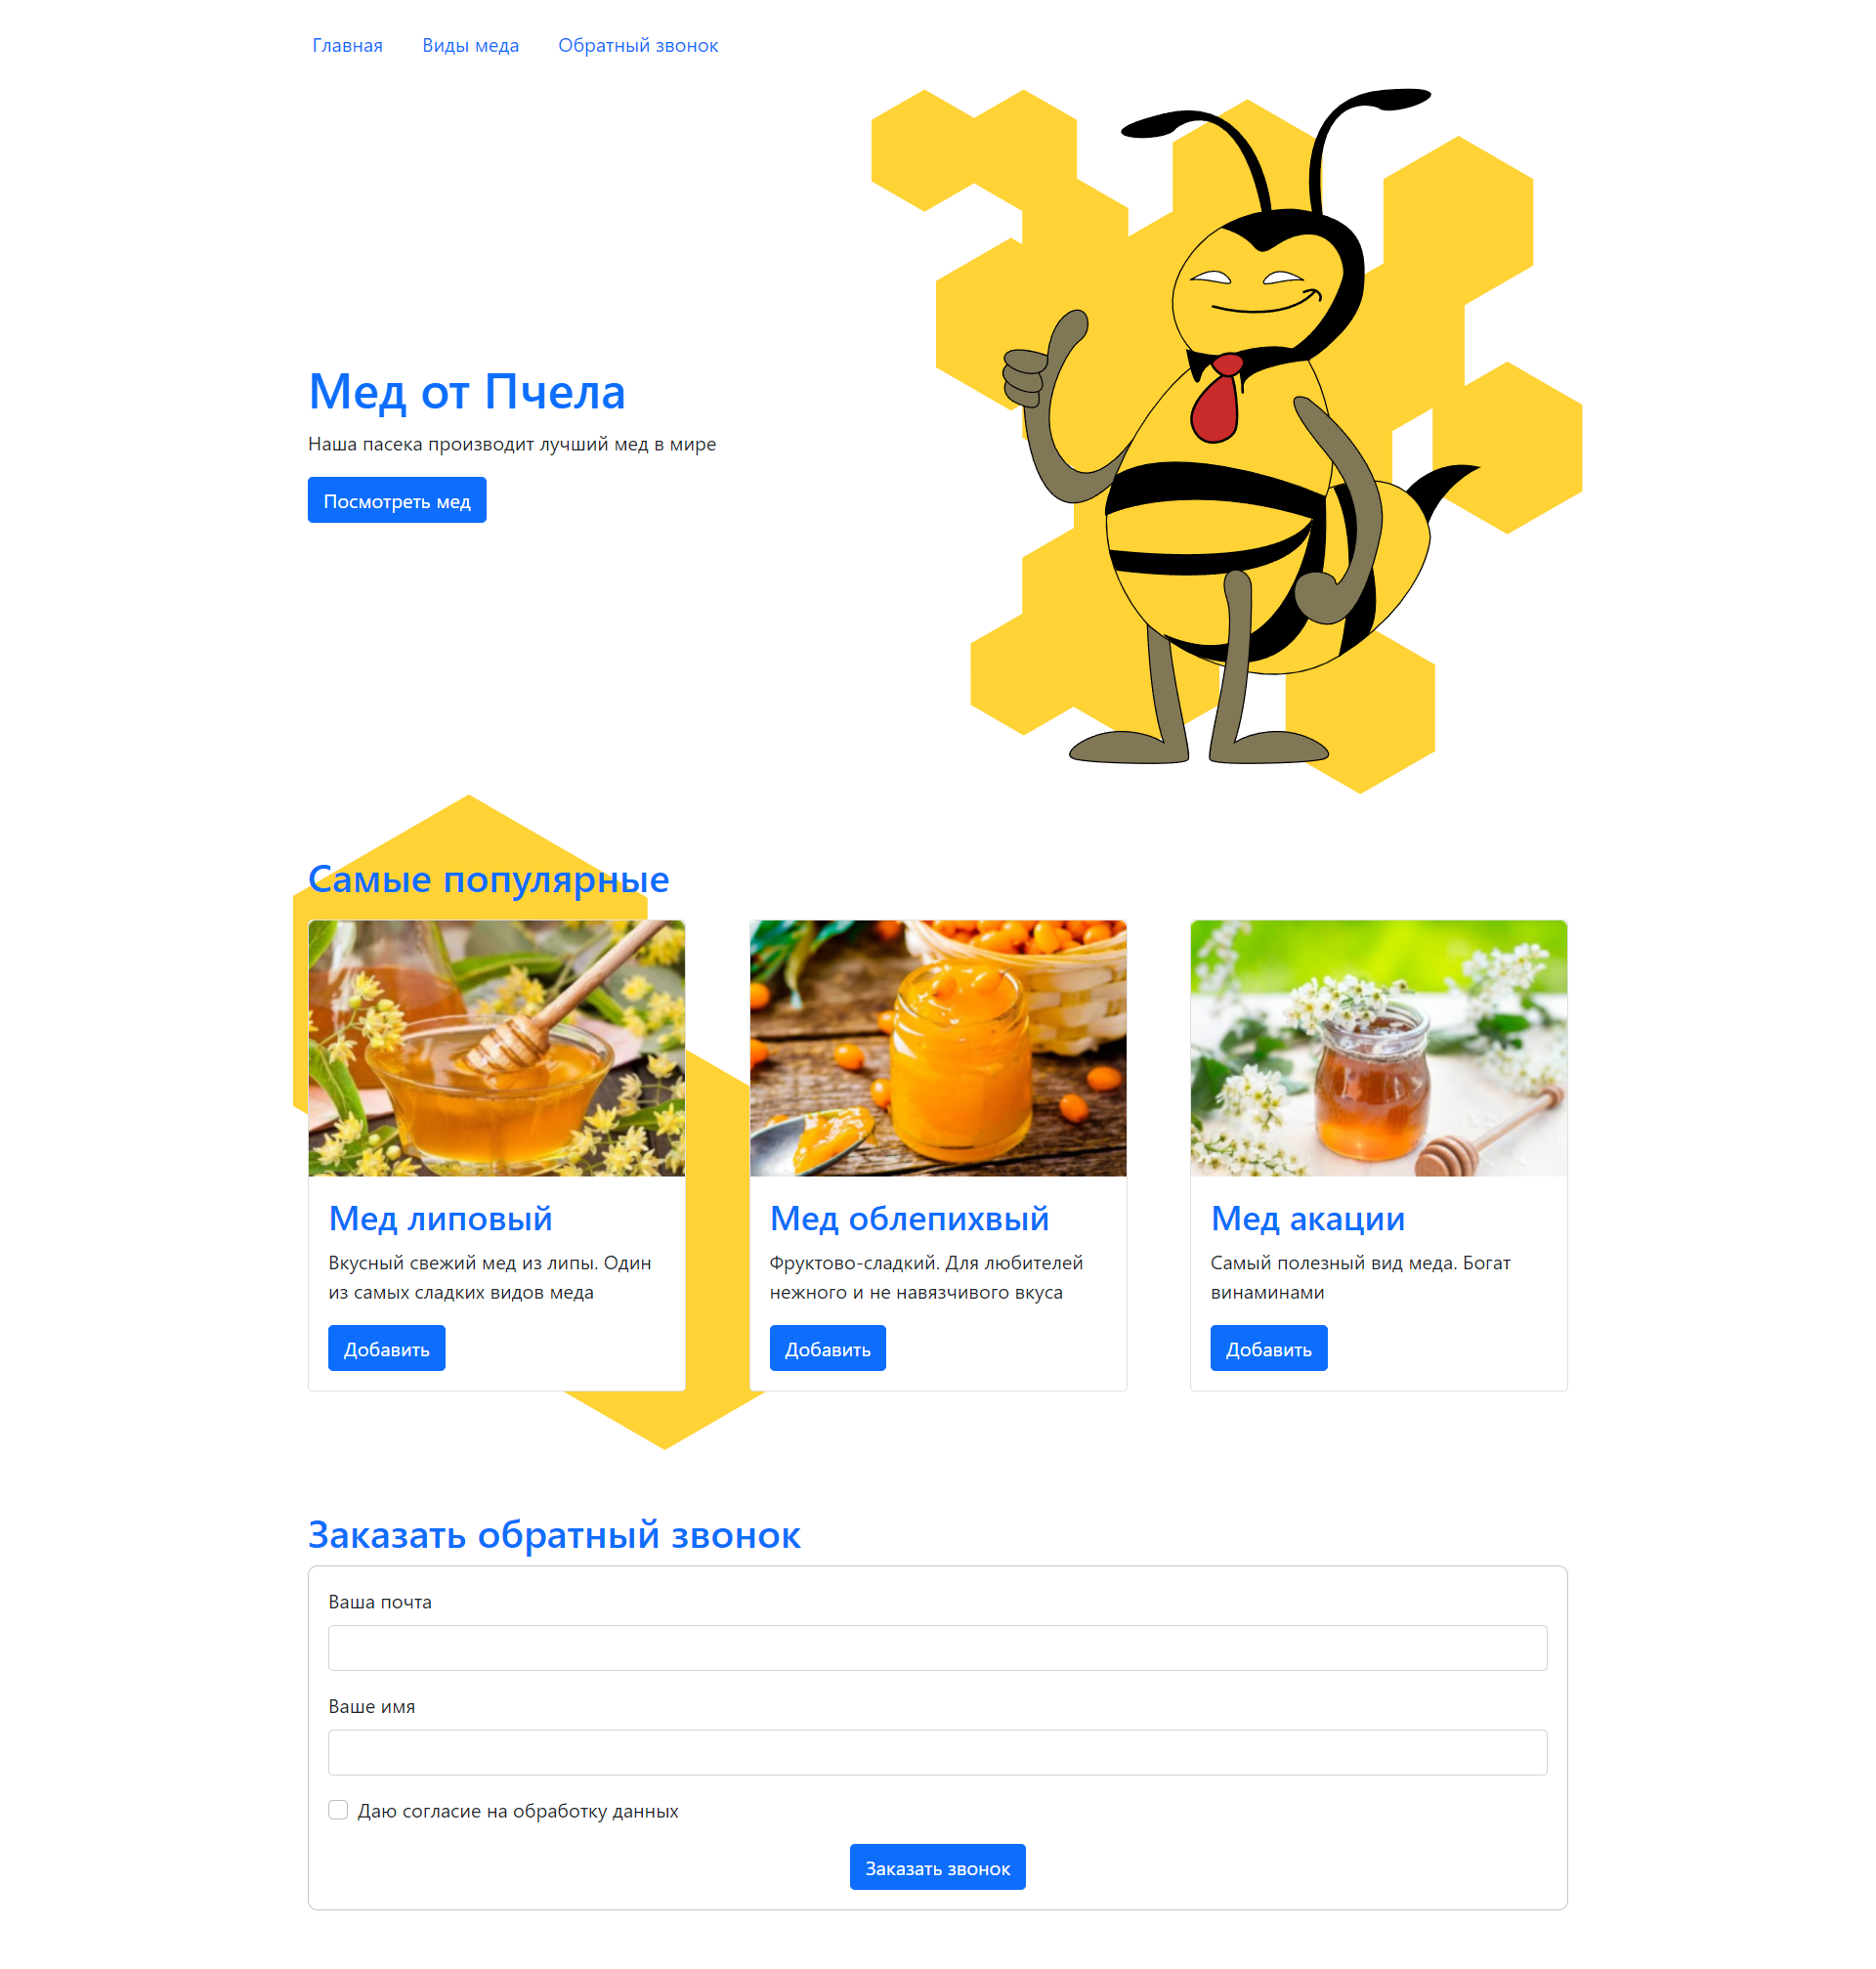 Главная Виды меда Обратный звонок
Мед от Пчела
Наша пасека производит лучший мед в мире
Посмотреть мед
Самые популярные
Мед липовый
Вкусный свежий мед из липы. Один
из самых сладких видов меда
Добавить
Мед облепихвый
Фруктово-сладкий. Для любителей
нежного и не навязчивого вкуса
Добавить
Мед акации
Самый полезный вид меда. Богат
винаминами
Добавить
Заказать обратный звонок
Ваша почта
Ваше имя
Даю согласие на обработку данных
Заказать звонок